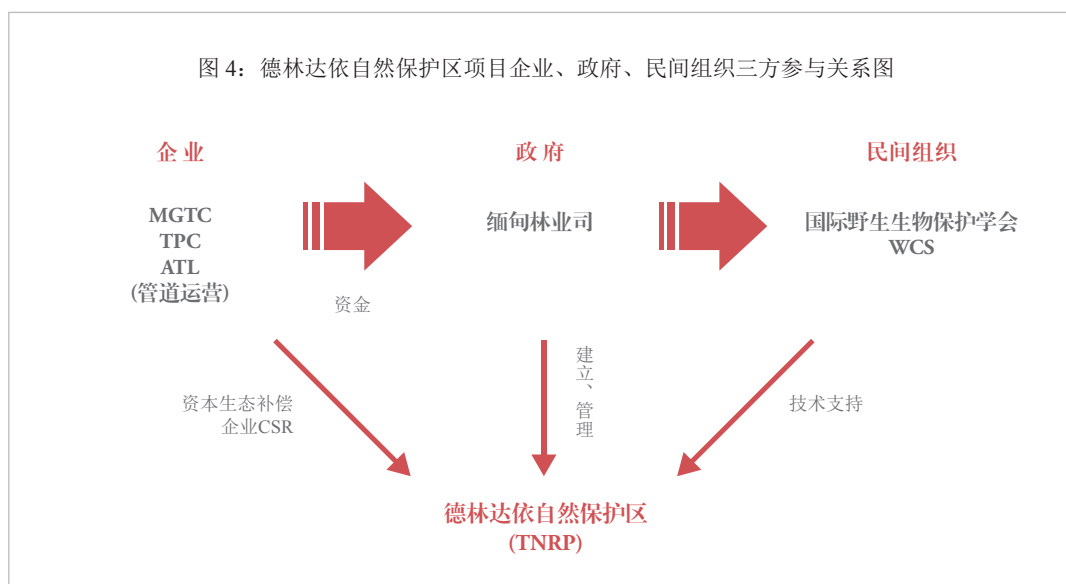 图 4：德林达依自然保护区项目企业、政府、民间组织三方参与关系图
企 业
政 府
民间组织
MGTC
TPC
ATL
(管道运营)
缅甸林业司
国际野生生物保护学会
WCS
资金
资本生态补偿
企业CSR
建立、管理
技术支持
德林达依自然保护区
(TNRP)